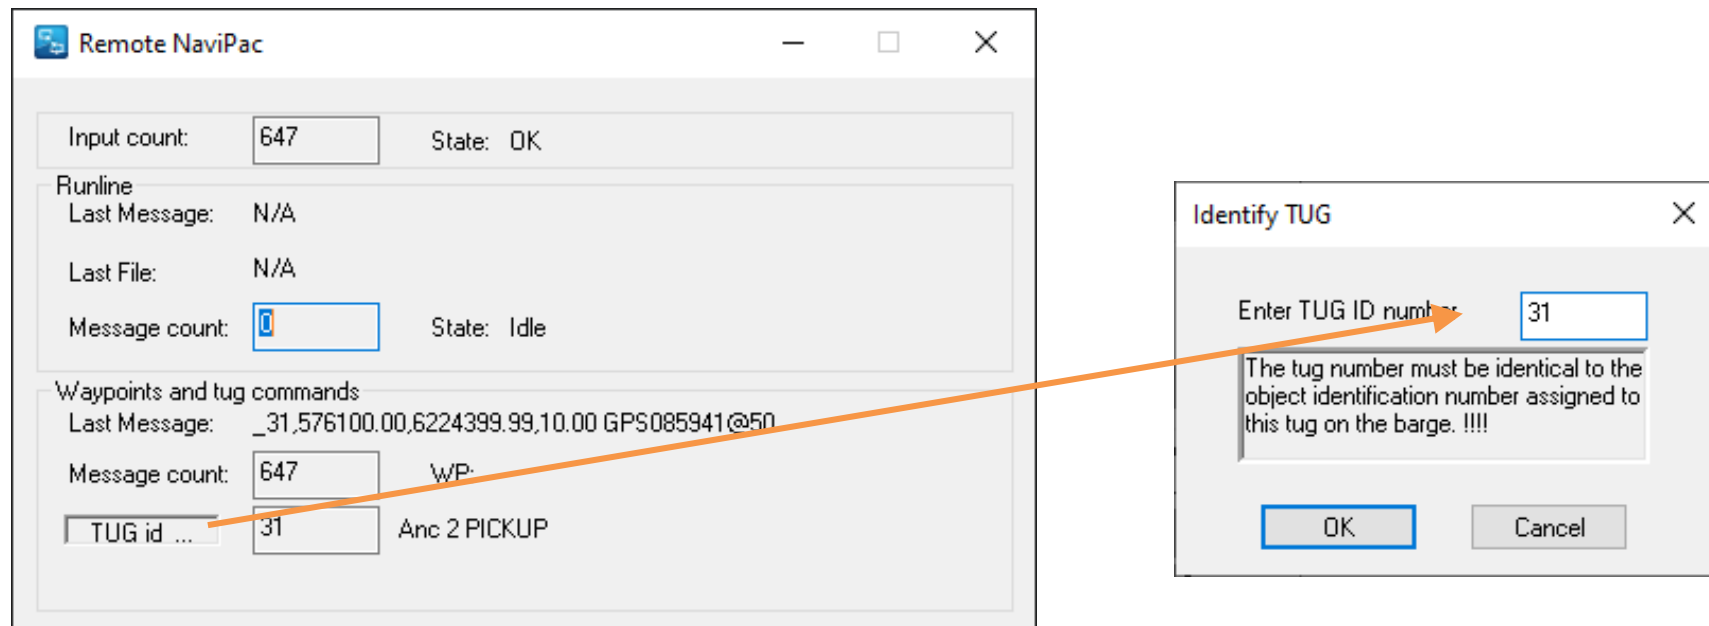 Remote NaviPac
Input count: 647 State: OK
Runline
Last Message: N/A
Last File: N/A
Message count: 0 State: Idle
Waypoints and tug commands
Last Message: _31,576100.00,6224399.99,10.00 GPS085941@50
Message count: 647 WP:
TUG id ... 31 Anc 2 PICKUP
Identify TUG
Enter TUG ID number 31
The tug number must be identical to the
object identification number assigned to
this tug on the barge. !!!!
OK Cancel